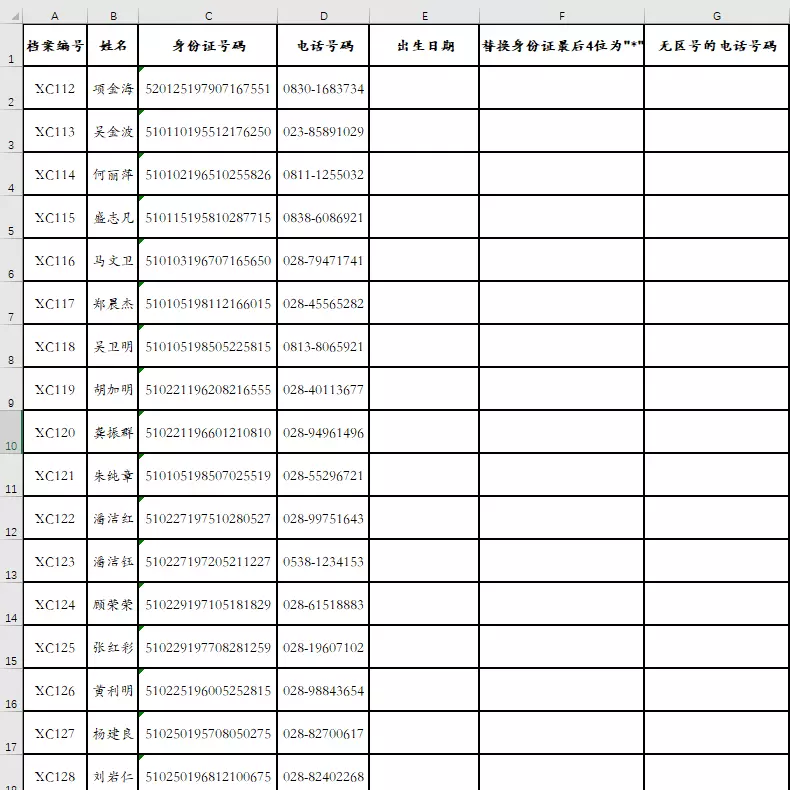 A B C D E F G
1 档案编号 姓名 身份证号码 电话号码 出生日期 替换身份证最后4位为"*" 无区号的电话号码
2 XC112 项金海 520125197907167551 0830-1683734
3 XC113 吴金波 510110195512176250 023-85891029
4 XC114 何丽萍 510102196510255826 0811-1255032
5 XC115 盛志凡 510115195810287715 0838-6086921
6 XC116 马文卫 510103196707165650 028-79471741
7 XC117 郑晨杰 510105198112166015 028-45565282
8 XC118 吴卫明 510105198505225815 0813-8065921
9 XC119 胡加明 510221196208216555 028-40113677
10 XC120 龚振群 510221196601210810 028-94961496
11 XC121 朱纯章 510105198507025519 028-55296721
12 XC122 潘洁红 510227197510280527 028-99751643
13 XC123 潘洁钰 510227197205211227 0538-1234153
14 XC124 顾荣荣 510229197105181829 028-61518883
15 XC125 张红彩 510229197708281259 028-19607102
16 XC126 黄利明 510225196005252815 028-98843654
17 XC127 杨建良 510250195708050275 028-82700617
XC128 刘岩仁 510250196812100675 028-82402268